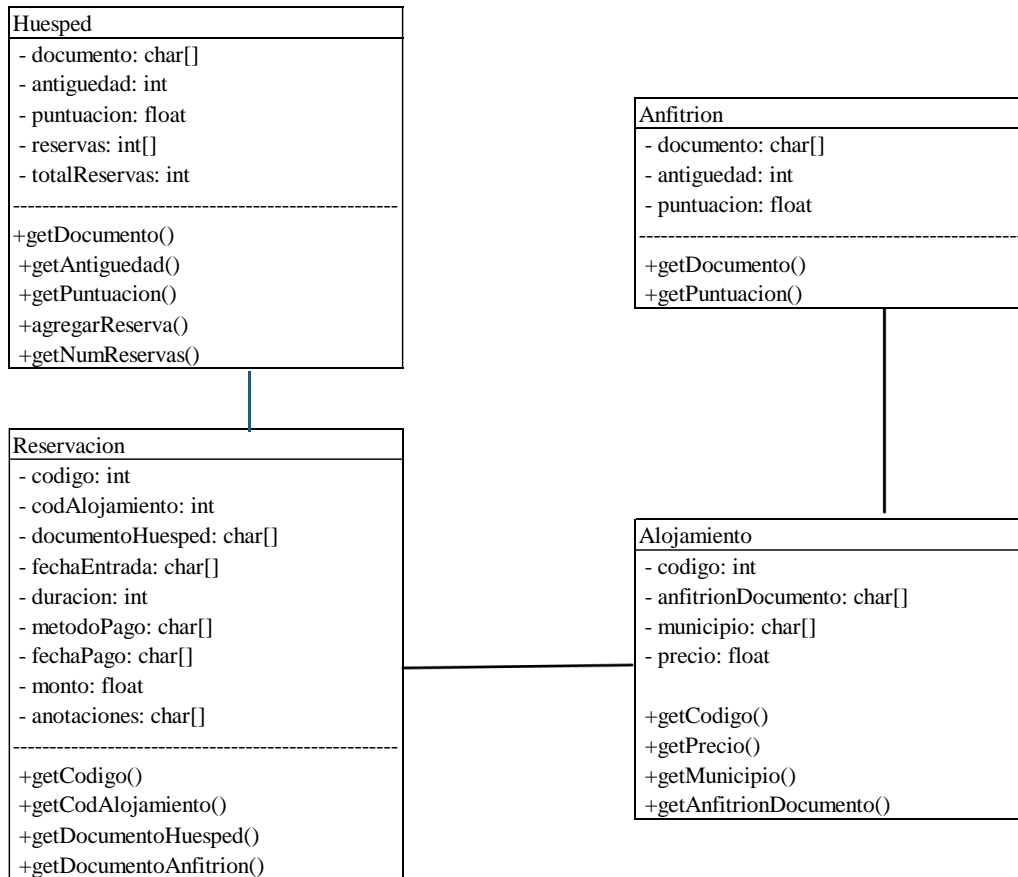 Huesped
- documento: char[]
- antiguedad: int
- puntuacion: float
- reservas: int[]
- totalReservas: int
+getDocumento()
+getAntiguedad()
+getPuntuacion()
+agregarReserva()
+getNumReservas()
Anfitrion
- documento: char[]
- antiguedad: int
- puntuacion: float
+getDocumento()
+getPuntuacion()
Reservacion
- codigo: int
- codAlojamiento: int
- documentoHuesped: char[]
- fechaEntrada: char[]
- duracion: int
- metodoPago: char[]
- fechaPago: char[]
- monto: float
- anotaciones: char[]
+getCodigo()
+getCodAlojamiento()
+getDocumentoHuesped()
+getDocumentoAnfitrion()
Alojamiento
- codigo: int
- anfitrionDocumento: char[]
- municipio: char[]
- precio: float
+getCodigo()
+getPrecio()
+getMunicipio()
+getAnfitrionDocumento()